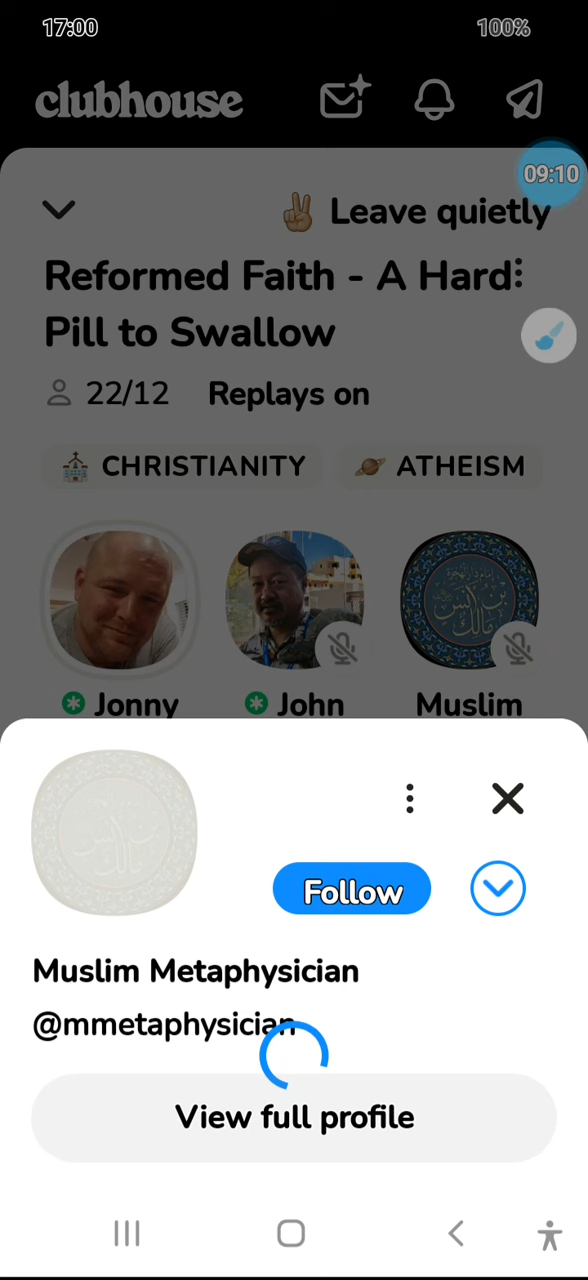 17:00
100%
clubhouse
09:10
✌🏼 Leave quietly
Reformed Faith - A Hard
Pill to Swallow
22/12 Replays on
CHRISTIANITY ATHEISM
Jonny John Muslim
Follow
Muslim Metaphysician
@mmetaphysician
View full profile